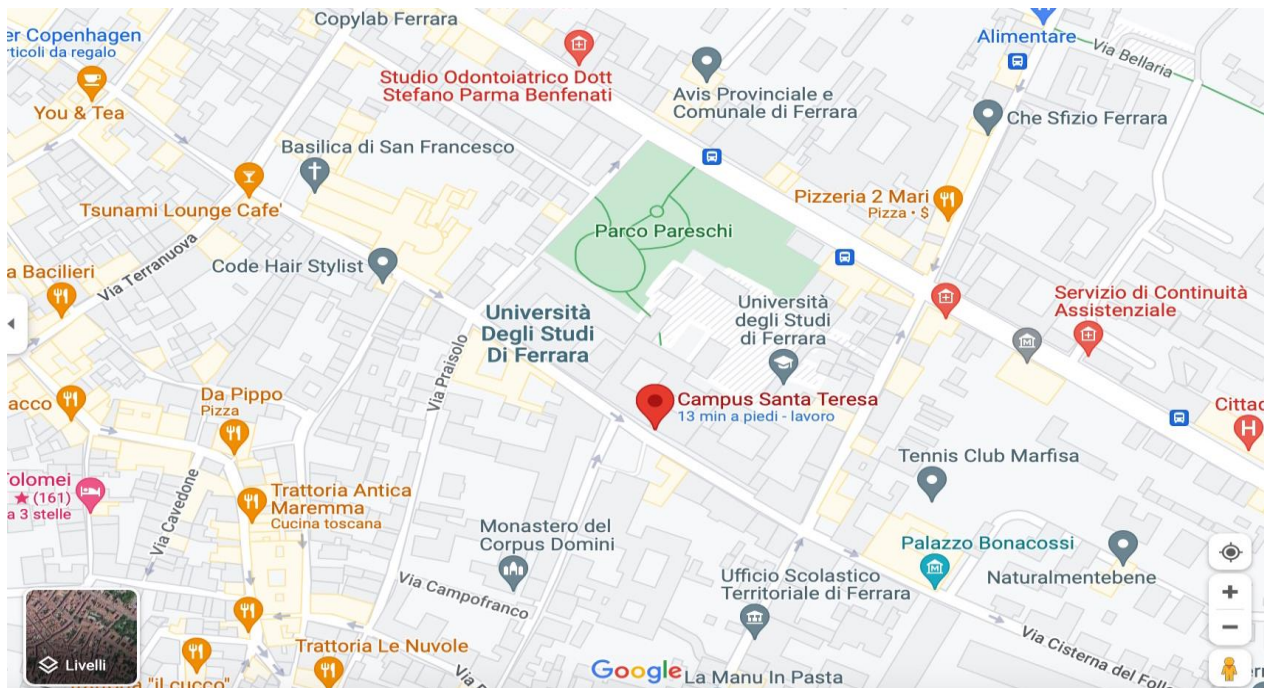 Copylab Ferrara
er Copenhagen
rticoli da regalo
Alimentare
Via Bellaria
Studio Odontoiatrico Dott
Stefano Parma Benfenati
Avis Provinciale e
Comunale di Ferrara
You & Tea
Che Sfizio Ferrara
Basilica di San Francesco
Tsunami Lounge Cafe'
Pizzeria 2 Mari
Pizza • $
Parco Pareschi
Via Terranuova
a Bacilieri
Code Hair Stylist
Servizio di Continuità
Assistenziale
Università
Degli Studi
Di Ferrara
Università
degli Studi
di Ferrara
Via Praisolo
Da Pippo
Pizza
acco
Campus Santa Teresa
13 min a piedi - lavoro
Cittad
H
Tennis Club Marfisa
Tolomei
★ (161)
a 3 stelle
Via Cavedone
Trattoria Antica
Maremma
Cucina toscana
Monastero del
Corpus Domini
Palazzo Bonacossi
Naturalmentebene
Ufficio Scolastico
Territoriale di Ferrara
Via Campofranco
Via Cisterna del Follo
Livelli
Trattoria Le Nuvole
"il cucco"
Google
La Manu In Pasta